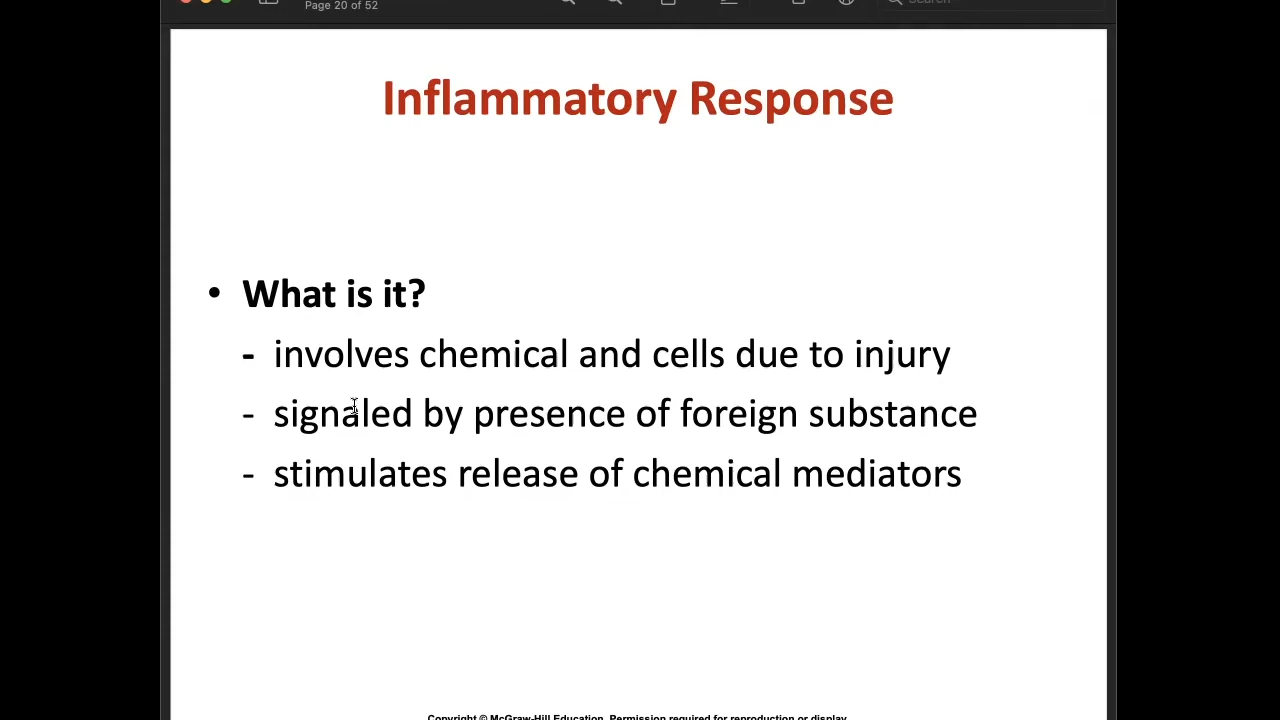 Page 20 of 52
Search
Inflammatory Response
• What is it?
- involves chemical and cells due to injury
- signaled by presence of foreign substance
- stimulates release of chemical mediators
Copyright © McGraw-Hill Education. Permission required for reproduction or display.